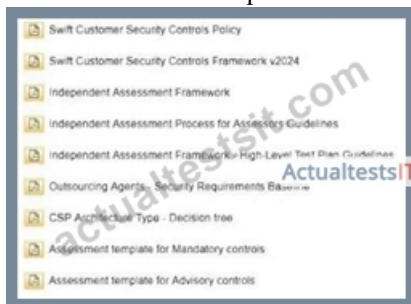 Swift Customer Security Controls Policy
Swift Customer Security Controls Framework v2024
Independent Assessment Framework
Independent Assessment Process for Assessors Guidelines
Independent Assessment Framework - High-Level Test Plan Guidelines
Outsourcing Agents - Security Requirements Baseline
CSP Architecture Type - Decision tree
Assessment template for Mandatory controls
Assessment template for Advisory controls
actualtestsit.com
ActualtestsIT